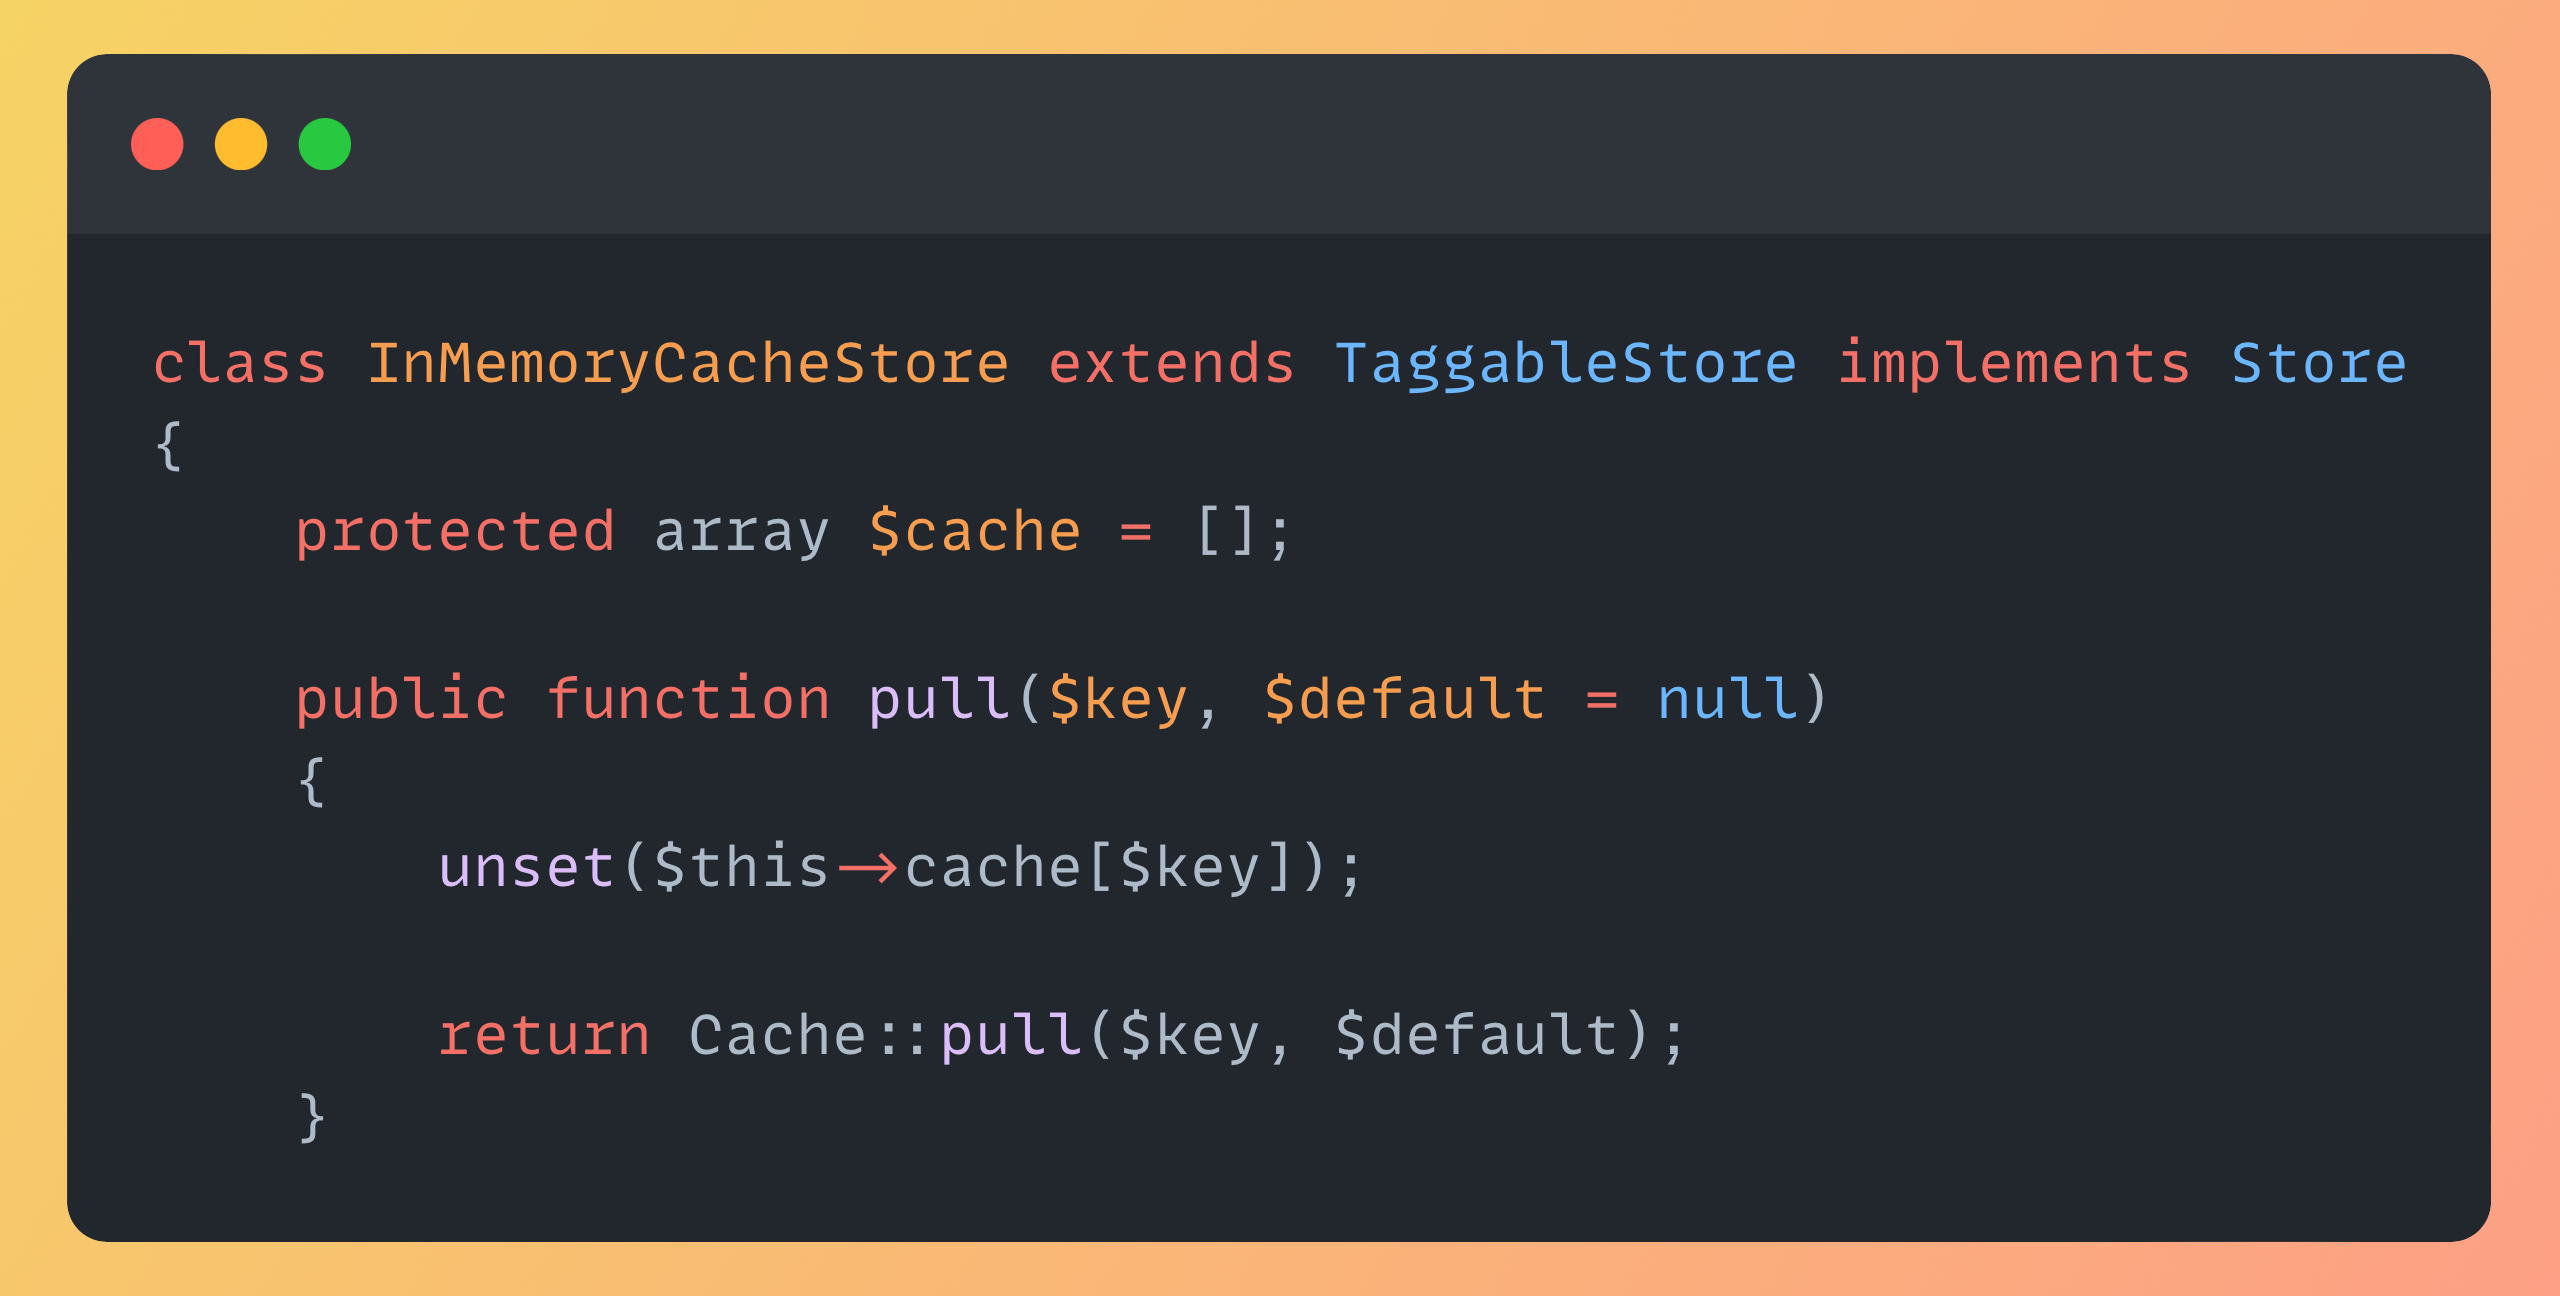 class InMemoryCacheStore extends TaggableStore implements Store
{
    protected array $cache = [];

    public function pull($key, $default = null)
    {
        unset($this->cache[$key]);

        return Cache::pull($key, $default);
    }